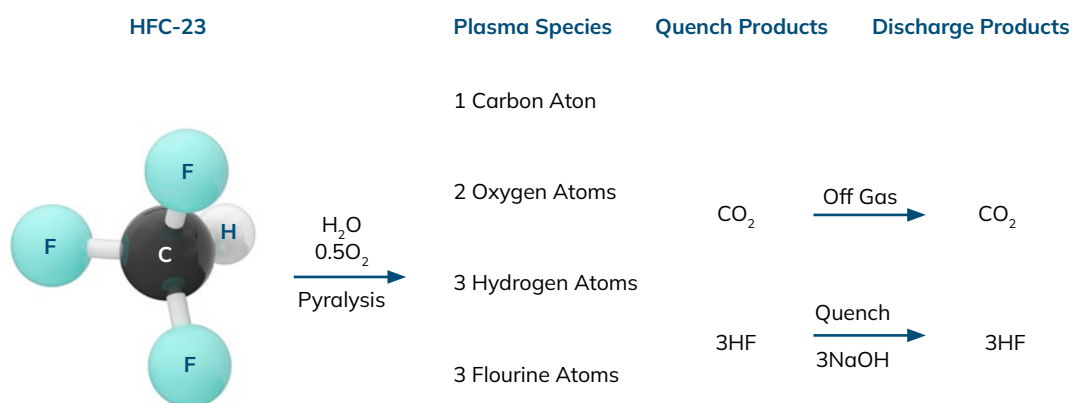 HFC-23
Plasma Species
Quench Products
Discharge Products
F
F
H
C
F
H₂O
0.5O₂
Pyralysis
1 Carbon Aton
2 Oxygen Atoms
3 Hydrogen Atoms
3 Flourine Atoms
CO₂
Off Gas
CO₂
3HF
Quench
3NaOH
3HF